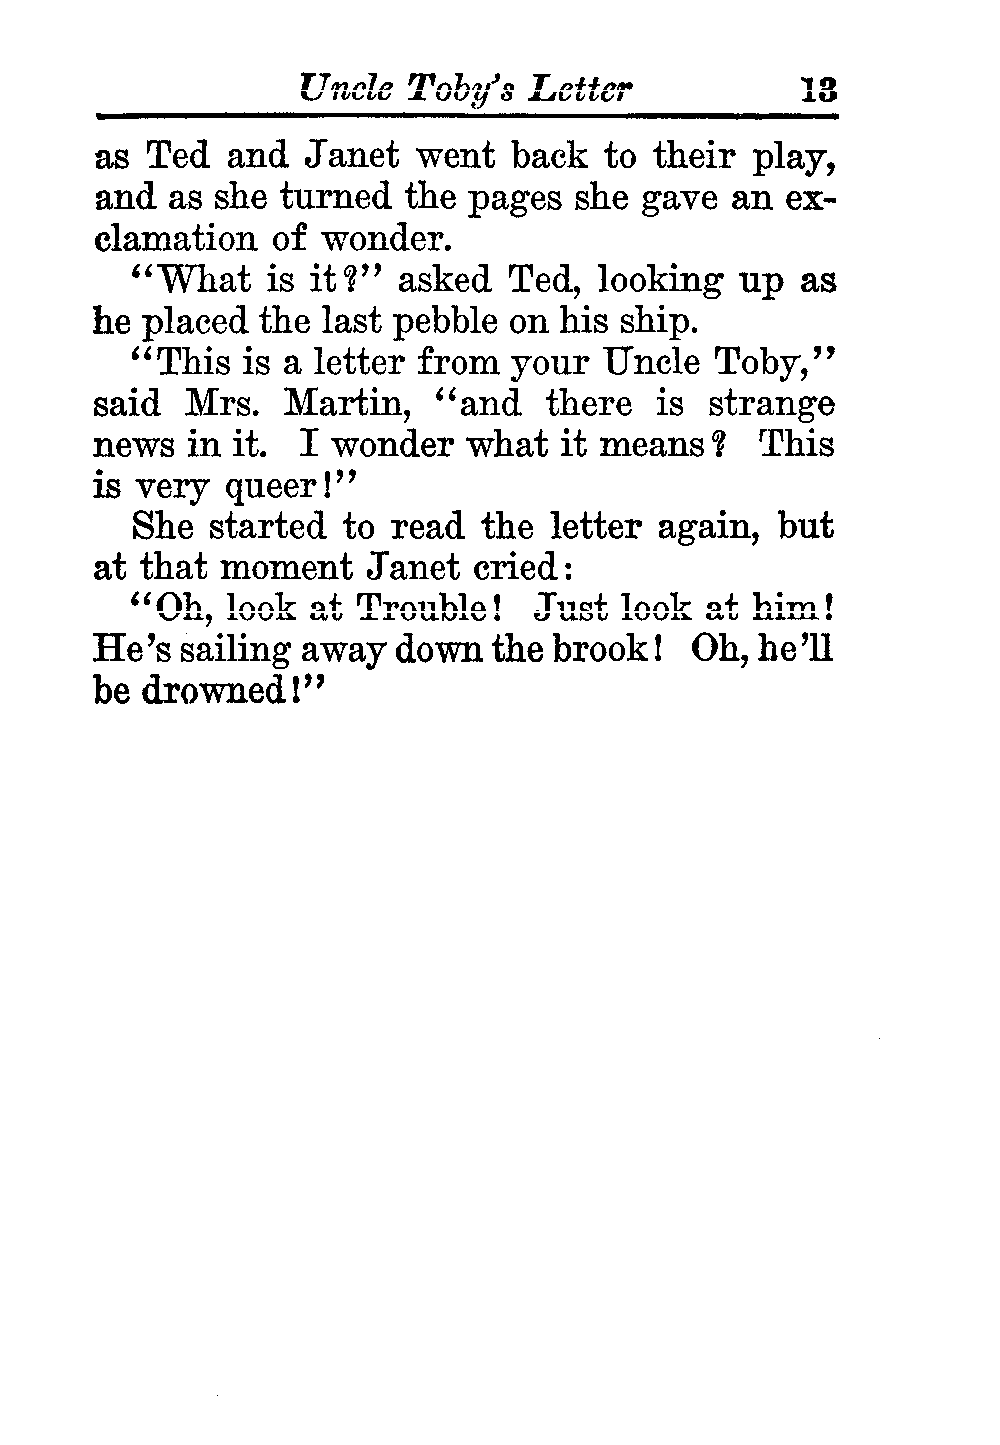 Uncle Toby's Letter 13
as Ted and Janet went back to their play,
and as she turned the pages she gave an ex-
clamation of wonder.
"What is it?" asked Ted, looking up as
he placed the last pebble on his ship.
"This is a letter from your Uncle Toby,"
said Mrs. Martin, "and there is strange
news in it. I wonder what it means? This
is very queer!"
She started to read the letter again, but
at that moment Janet cried:
"Oh, look at Trouble! Just look at him!
He's sailing away down the brook! Oh, he'll
be drowned!"